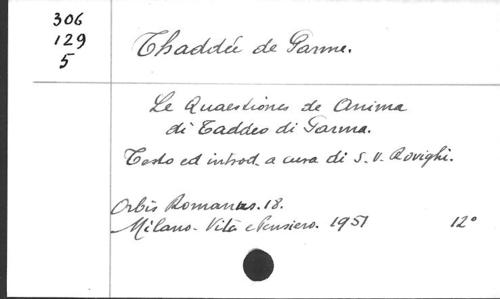 306
129
5
Thaddée de Parme.
Le Quaestiones de Anima
di Taddeo di Parma.
Testo ed introd. a cura di S. V. Rovighi.
Orbis Romanus. 18.
Milano - Vita e Pensiero. 1951 12°